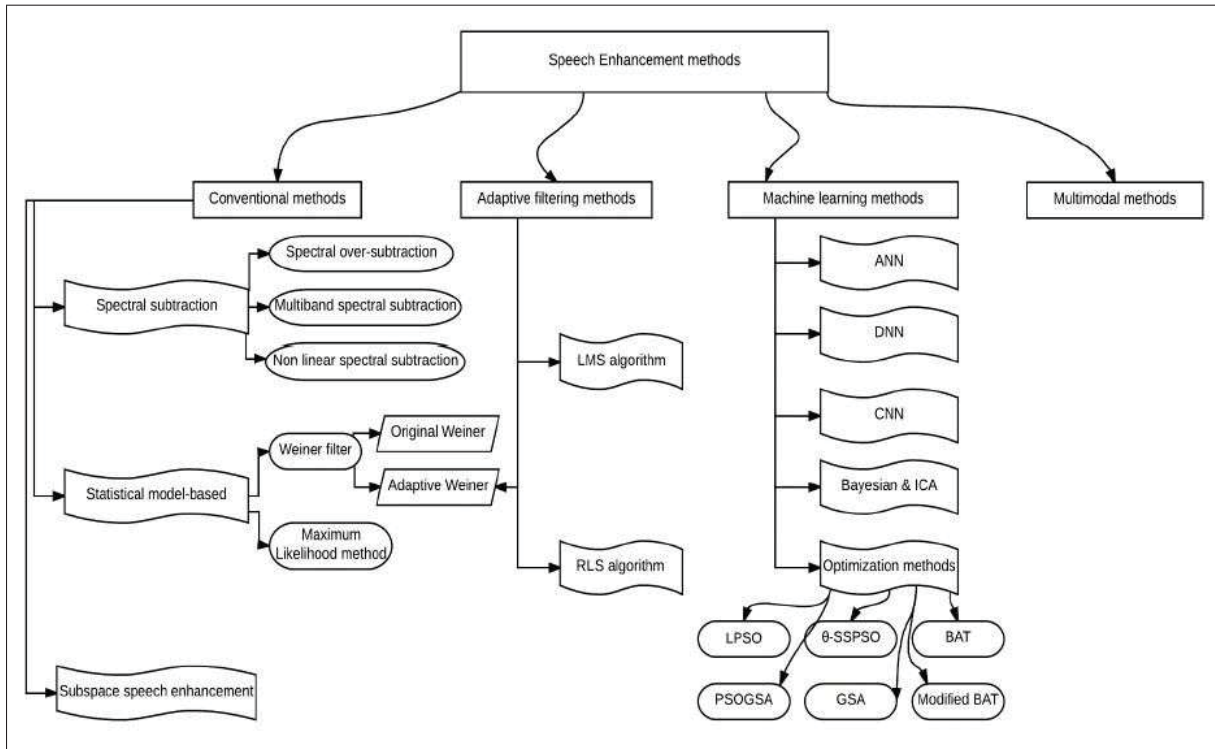 Speech Enhancement methods
Conventional methods
Adaptive filtering methods
Machine learning methods
Multimodal methods
Spectral subtraction
Spectral over-subtraction
Multiband spectral subtraction
Non linear spectral subtraction
Statistical model-based
Weiner filter
Original Weiner
Adaptive Weiner
Maximum
Likelihood method
Subspace speech enhancement
LMS algorithm
RLS algorithm
ANN
DNN
CNN
Bayesian & ICA
Optimization methods
LPSO
θ-SSPSO
BAT
PSOGSA
GSA
Modified BAT